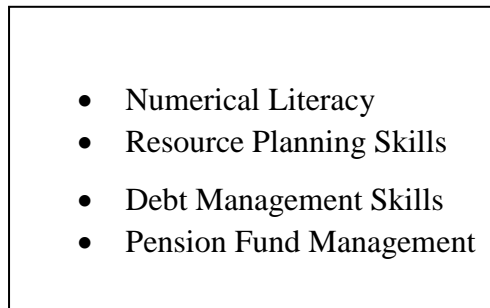 • Numerical Literacy
• Resource Planning Skills
• Debt Management Skills
• Pension Fund Management